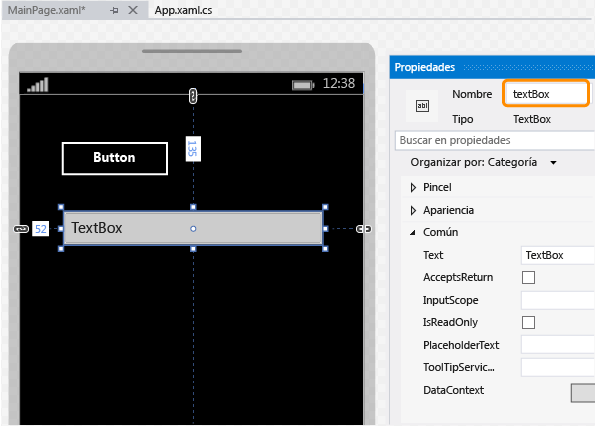 MainPage.xaml*
App.xaml.cs
12:38
Button
135
52
TextBox
Propiedades
abl
Nombre
textBox
Tipo
TextBox
Buscar en propiedades
Organizar por: Categoría
Pincel
Apariencia
Común
Text
TextBox
AcceptsReturn
InputScope
IsReadOnly
PlaceholderText
ToolTipServic...
DataContext